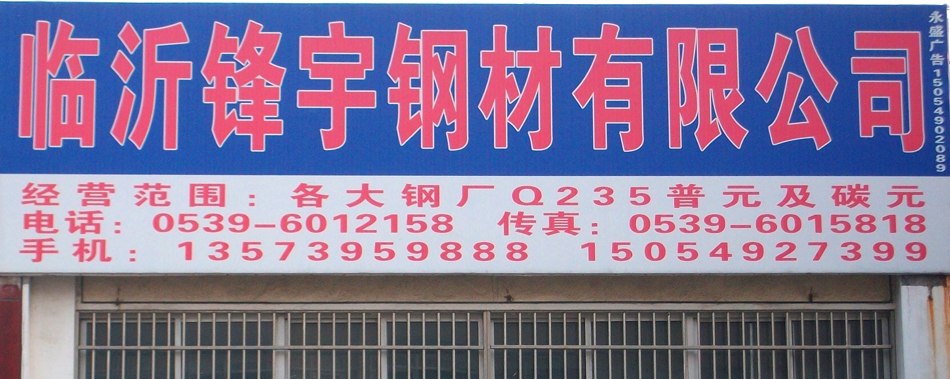 临沂锋宇钢材有限公司
永盛广告15054902089
经营范围：各大钢厂Q235普元及碳元
电话：0539-6012158 传真：0539-6015818
手机：13573959888 15054927399